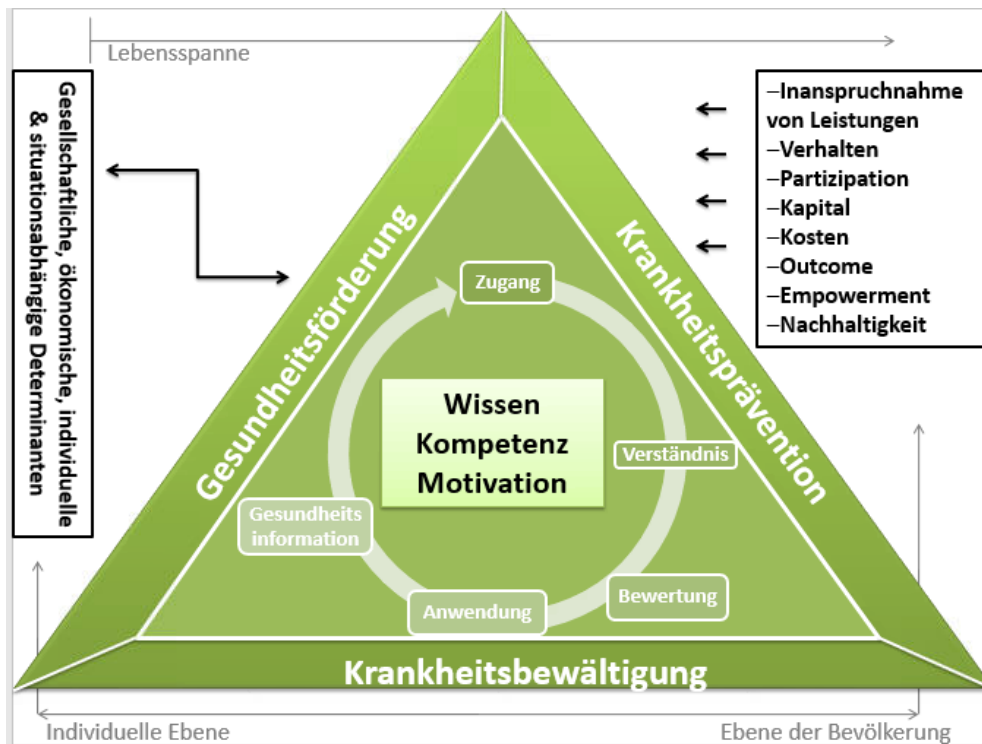 Lebensspanne
Gesellschaftliche, ökonomische, individuelle
& situationsabhängige Determinanten
–Inanspruchnahme
von Leistungen
–Verhalten
–Partizipation
–Kapital
–Kosten
–Outcome
–Empowerment
–Nachhaltigkeit
Gesundheitsförderung
Krankheitsprävention
Zugang
Wissen
Kompetenz
Motivation
Verständnis
Gesundheits
information
Bewertung
Anwendung
Krankheitsbewältigung
Individuelle Ebene
Ebene der Bevölkerung